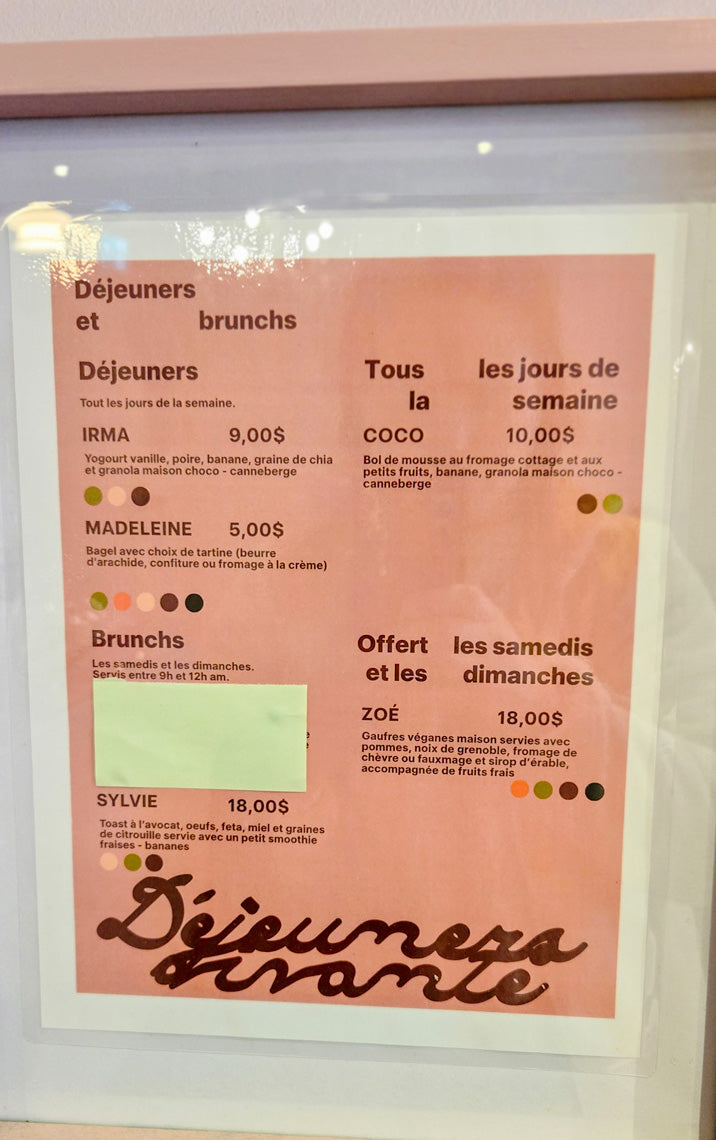 Déjeuners
et brunchs
Déjeuners
Tout les jours de la semaine.
IRMA 9,00$
Yogourt vanille, poire, banane, graine de chia
et granola maison choco - canneberge
MADELEINE 5,00$
Bagel avec choix de tartine (beurre
d'arachide, confiture ou fromage à la crème)
Tous les jours de
la semaine
COCO 10,00$
Bol de mousse au fromage cottage et aux
petits fruits, banane, granola maison choco -
canneberge
Brunchs
Les samedis et les dimanches.
Servis entre 9h et 12h am.
SYLVIE 18,00$
Toast à l'avocat, oeufs, feta, miel et graines
de citrouille servie avec un petit smoothie
fraises - bananes
Offert les samedis
et les dimanches
ZOÉ 18,00$
Gaufres véganes maison servies avec
pommes, noix de grenoble, fromage de
chèvre ou fauxmage et sirop d'érable,
accompagnée de fruits frais
Déjeunera
vivante